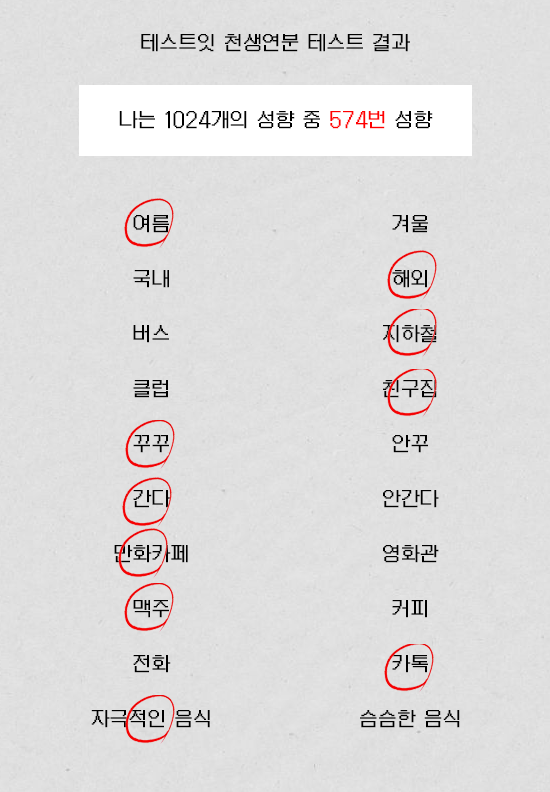 테스트잇 천생연분 테스트 결과
나는 1024개의 성향 중 574번 성향
여름 겨울
국내 해외
버스 지하철
클럽 친구집
꾸꾸 안꾸
간다 안간다
만화카페 영화관
맥주 커피
전화 카톡
자극적인 음식 슴슴한 음식